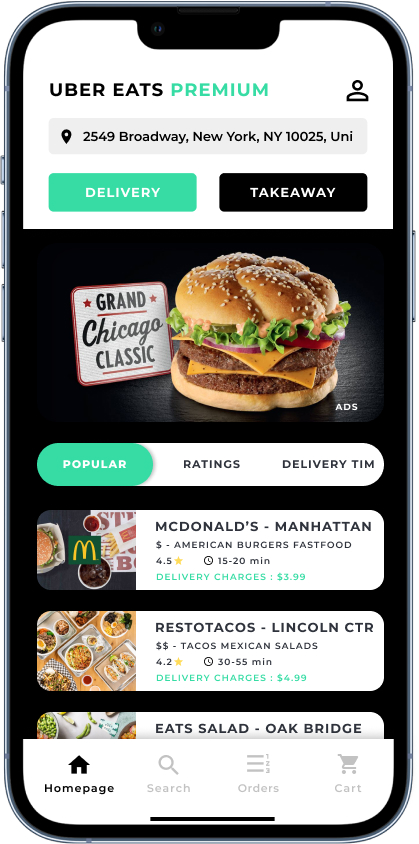 UBER EATS PREMIUM
2549 Broadway, New York, NY 10025, Uni
DELIVERY TAKEAWAY
GRAND
Chicago
CLASSIC
ADS
POPULAR RATINGS DELIVERY TIM
MCDONALD'S - MANHATTAN
$ - AMERICAN BURGERS FASTFOOD
4.5 15-20 min
DELIVERY CHARGES : $3.99
RESTOTACOS - LINCOLN CTR
$$ - TACOS MEXICAN SALADS
4.2 30-55 min
DELIVERY CHARGES : $4.99
EATS SALAD - OAK BRIDGE
Homepage Search Orders Cart